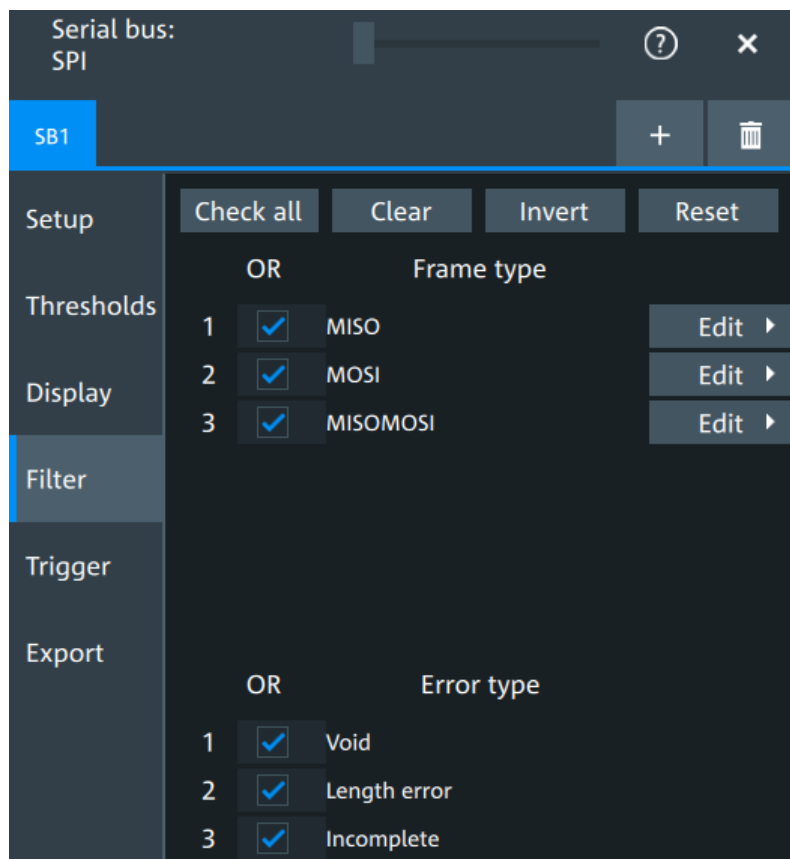 Serial bus:
SPI
SB1
Setup
Thresholds
Display
Filter
Trigger
Export
Check all Clear Invert Reset
OR Frame type
1 MISO Edit
2 MOSI Edit
3 MISOMOSI Edit
OR Error type
1 Void
2 Length error
3 Incomplete